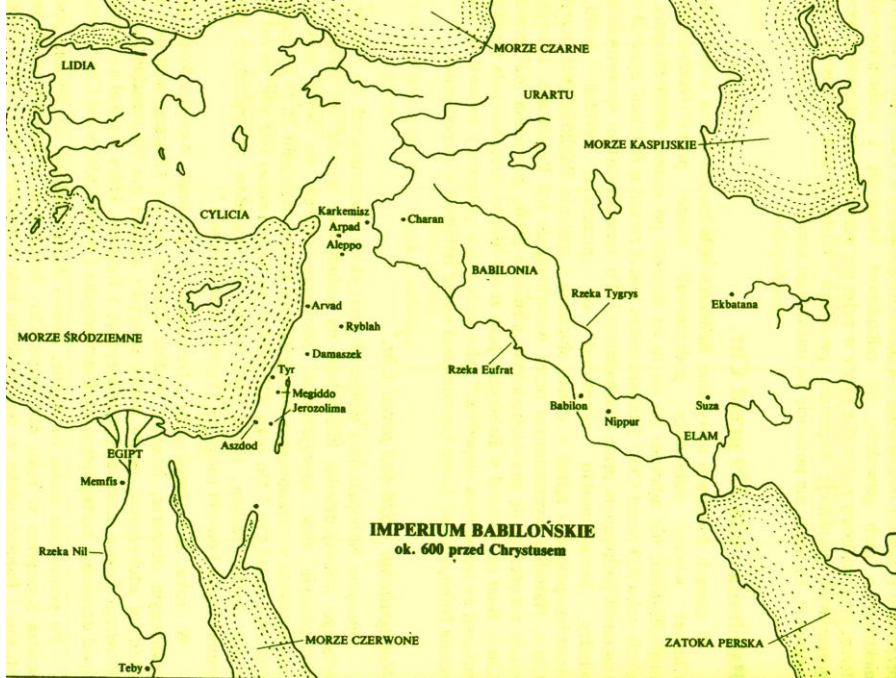 MORZE CZARNE
LIDIA
URARTU
MORZE KASPIJSKIE
CYLICIA
Karkemisz
Arpad
Aleppo
Charan
BABILONIA
Rzeka Tygrys
Ekbatana
Arvad
Ryblah
MORZE ŚRÓDZIEMNE
Damaszek
Rzeka Eufrat
Tyr
Megiddo
Jerozolima
Babilon
Nippur
Suza
Aszdod
ELAM
EGIPT
Memfis
IMPERIUM BABILOŃSKIE
ok. 600 przed Chrystusem
Rzeka Nil
MORZE CZERWONE
ZATOKA PERSKA
Teby